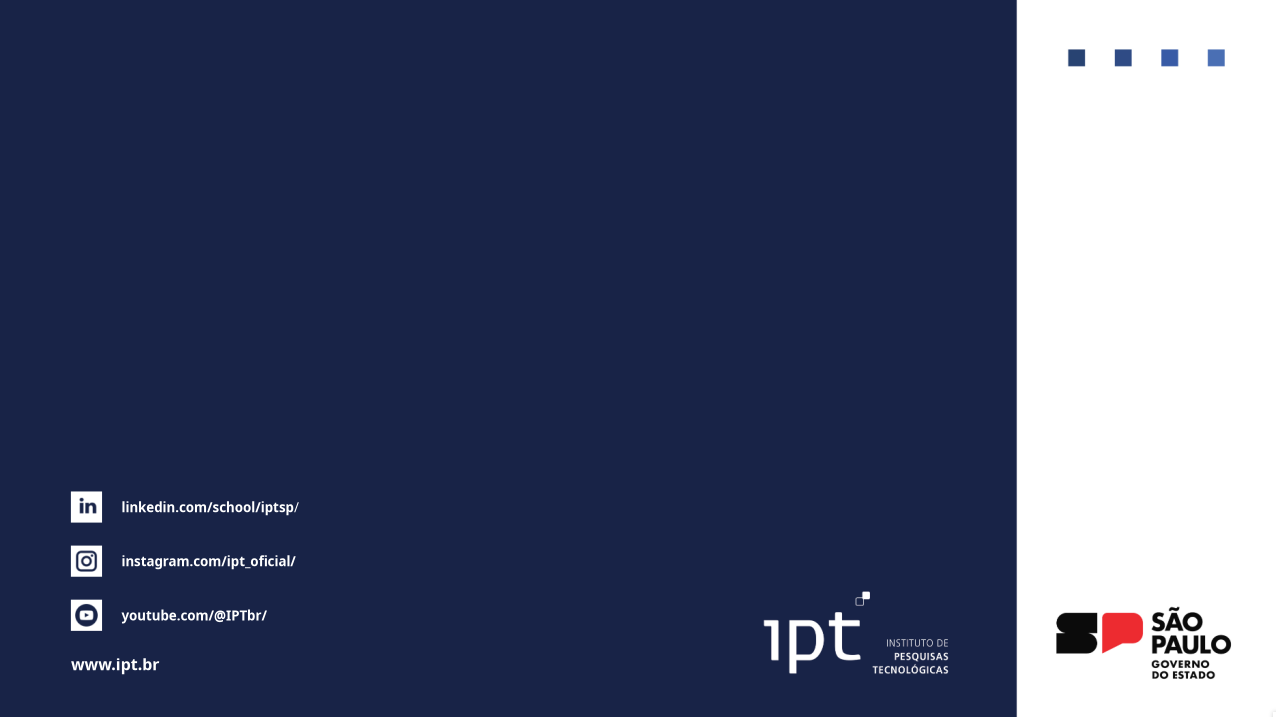 linkedin.com/school/iptsp/
instagram.com/ipt_oficial/
youtube.com/@IPTbr/
www.ipt.br
ipt
INSTITUTO DE
PESQUISAS
TECNOLÓGICAS
SP
SÃO
PAULO
GOVERNO
DO ESTADO